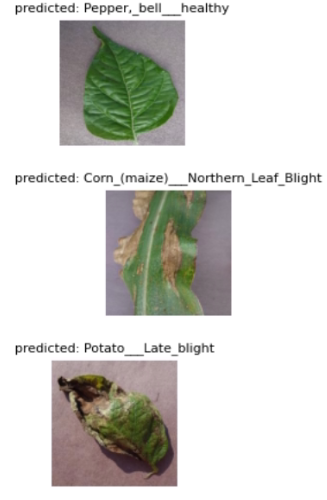 predicted: Pepper,_bell___healthy
predicted: Corn_(maize)___Northern_Leaf_Blight
predicted: Potato___Late_blight